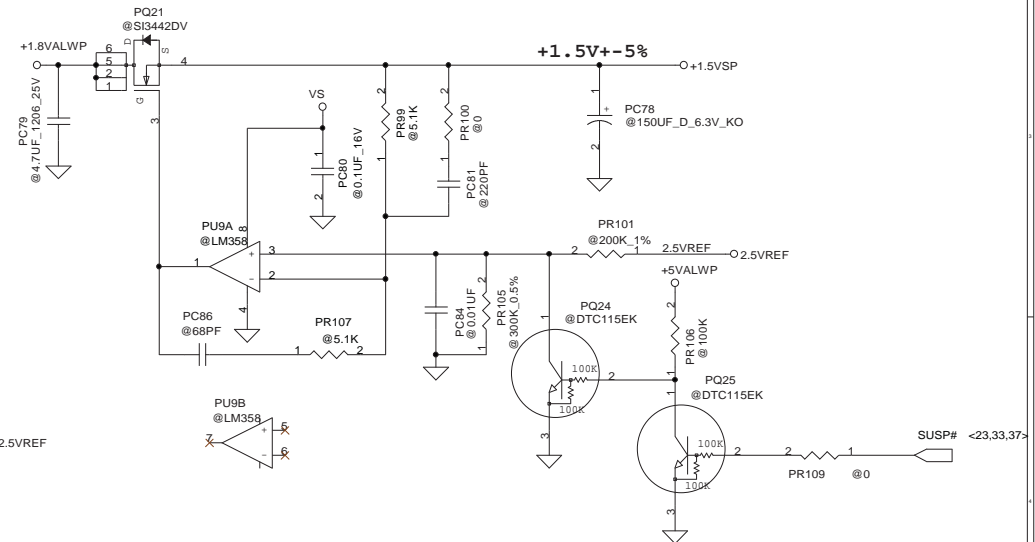 PQ21
@SI3442DV
+1.8VALWP
D
S
G
6
5
2
1
4
3
+1.5V+-5%
+1.5VSP
PC79
@4.7UF_1206_25V
VS
1
2
PC80
@0.1UF_16V
2
1
PR99
@5.1K
2
1
PR100
@0
PC81
@220PF
1
+
2
PC78
@150UF_D_6.3V_KO
PU9A
@LM358
8
+
3
1
-
2
4
PR101
@200K_1%
2
1
2.5VREF
2.5VREF
+5VALWP
PC84
@0.01UF
2
1
PR105
@300K_0.5%
PQ24
@DTC115EK
1
100K
100K
2
3
2
1
PR106
@100K
PC86
@68PF
PR107
@5.1K
1
2
PQ25
@DTC115EK
1
100K
100K
2
3
PU9B
@LM358
7
+
5
-
6
2.5VREF
2
1
PR109
@0
SUSP#
<23,33,37>
3
4